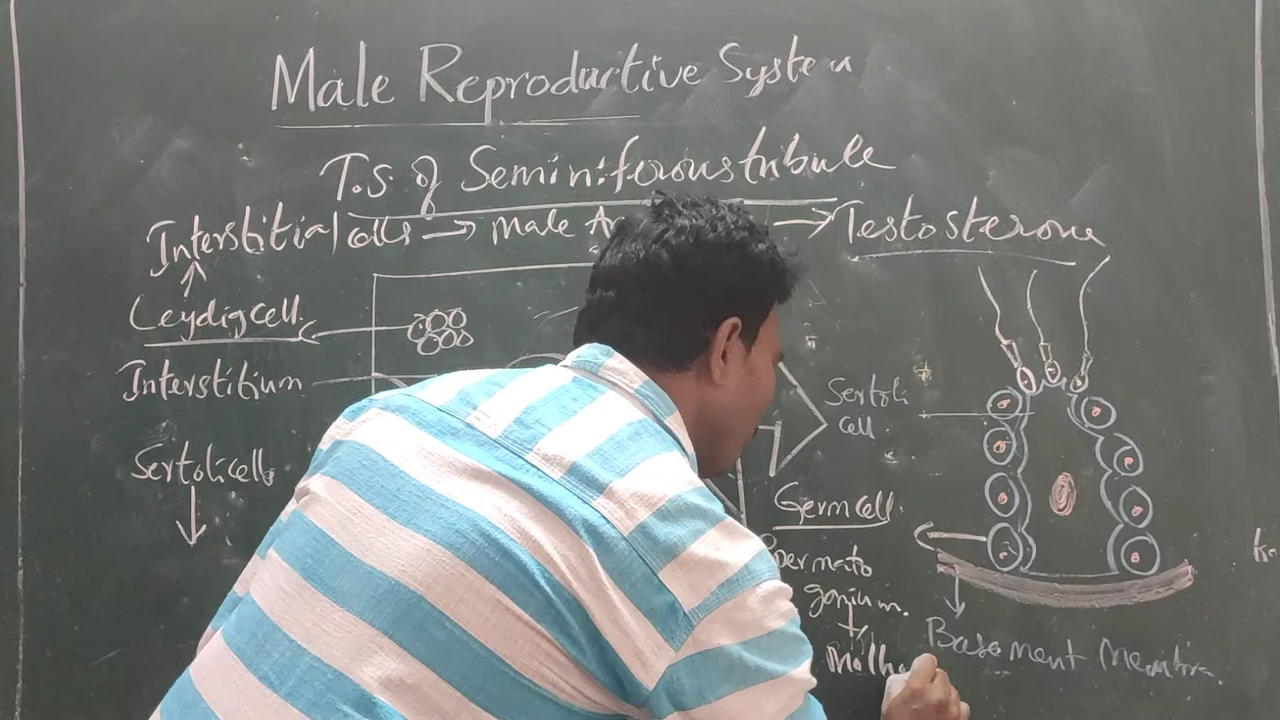 Male Reproductive System
T.S. of Seminiferous tubule
Interstitial cells → Male → Testosterone
Leydig cell
Interstitium
Sertoli cells
Sertoli
cell
Germ cell
Spermato
gonium.
Basement Membra